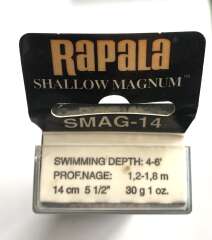 RAPALA
SHALLOW MAGNUM™
SMAG-14
SWIMMING DEPTH: 4-6'
PROF.NAGE: 1,2-1,8 m
14 cm 5 1/2" 30 g 1 oz.